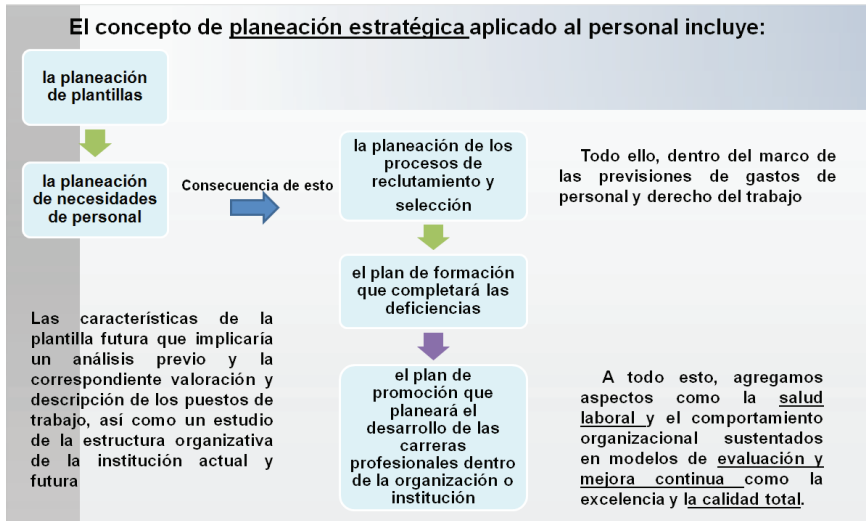 El concepto de planeación estratégica aplicado al personal incluye:
la planeación
de plantillas
la planeación
de necesidades
de personal
Consecuencia de esto
la planeación de los
procesos de
reclutamiento y
selección
el plan de formación
que completará las
deficiencias
el plan de
promoción que
planeará el
desarrollo de las
carreras
profesionales dentro
de la organización o
institución
Todo ello, dentro del marco de
las previsiones de gastos de
personal y derecho del trabajo
Las características de la
plantilla futura que implicaría
un análisis previo y la
correspondiente valoración y
descripción de los puestos de
trabajo, así como un estudio
de la estructura organizativa
de la institución actual y
futura
A todo esto, agregamos
aspectos como la salud
laboral y el comportamiento
organizacional sustentados
en modelos de evaluación y
mejora continua como la
excelencia y la calidad total.